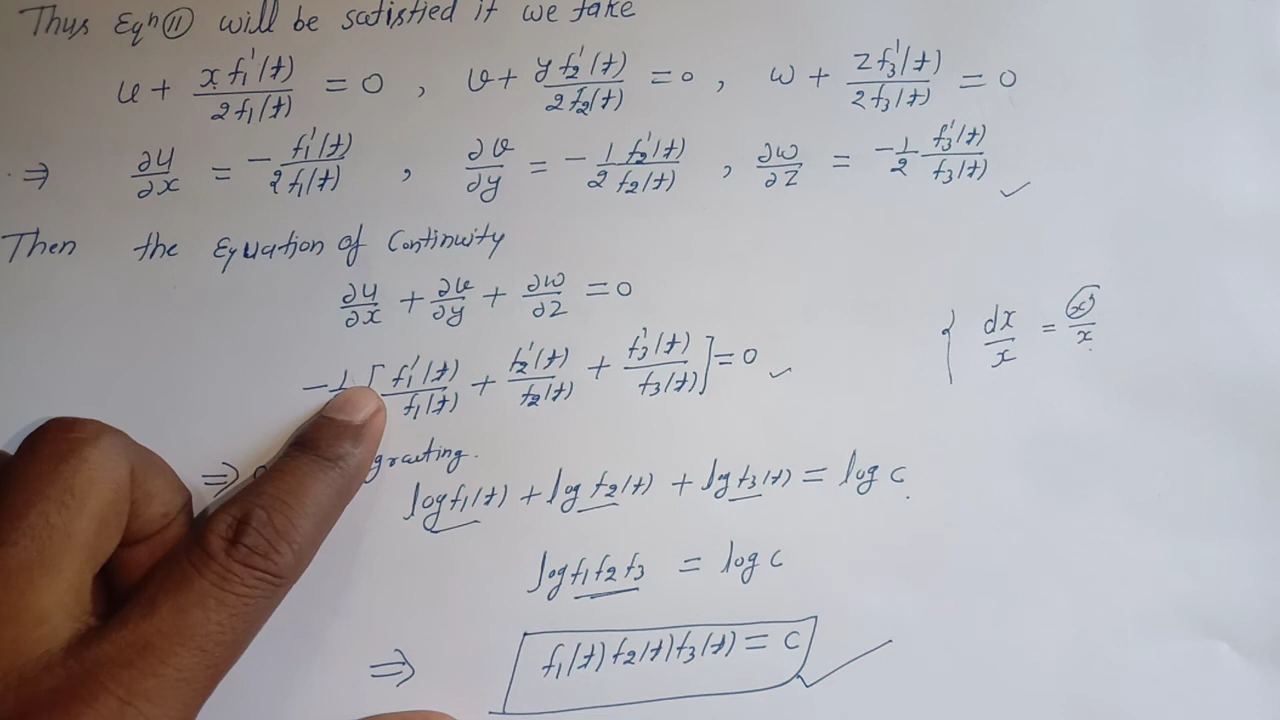 Thus Eqn ⑪ will be satisfied if we take
u + x f₁'(t)/2f₁(t) = 0 , v + y f₂'(t)/2f₂(t) = 0 , w + z f₃'(t)/2f₃(t) = 0
⇒ ∂u/∂x = - f₁'(t)/2f₁(t) , ∂v/∂y = - 1/2 f₂'(t)/f₂(t) , ∂w/∂z = - 1/2 f₃'(t)/f₃(t) ✓
Then the Equation of Continuity
∂u/∂x + ∂v/∂y + ∂w/∂z = 0
{ dx/x = x'/x
-1 [ f₁'(t)/f₁(t) + f₂'(t)/f₂(t) + f₃'(t)/f₃(t) ] = 0 ✓
⇒
log f₁(t) + log f₂(t) + log f₃(t) = log c .
log f₁ f₂ f₃ = log c
⇒ f₁(t) f₂(t) f₃(t) = c ✓